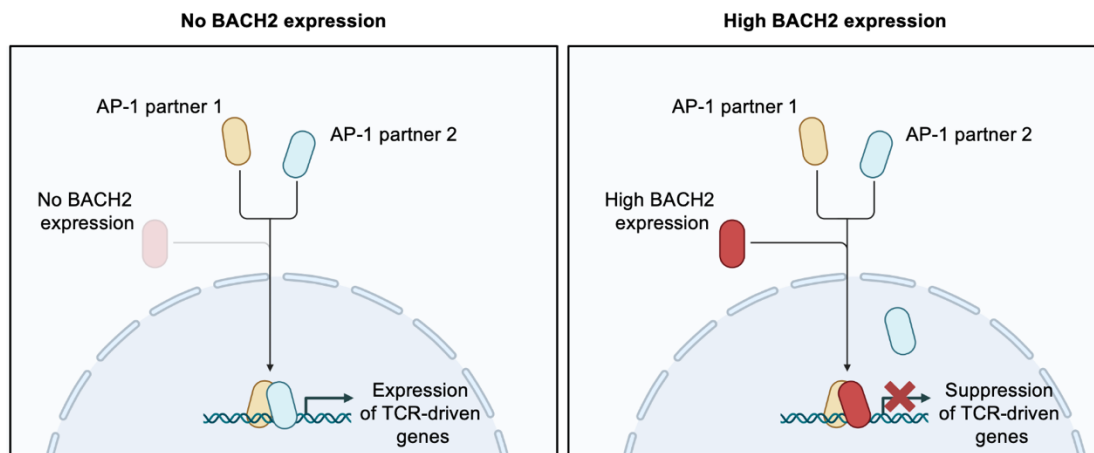 No BACH2 expression
AP-1 partner 1
AP-1 partner 2
No BACH2
expression
Expression
of TCR-driven
genes
High BACH2 expression
AP-1 partner 1
AP-1 partner 2
High BACH2
expression
Suppression
of TCR-driven
genes